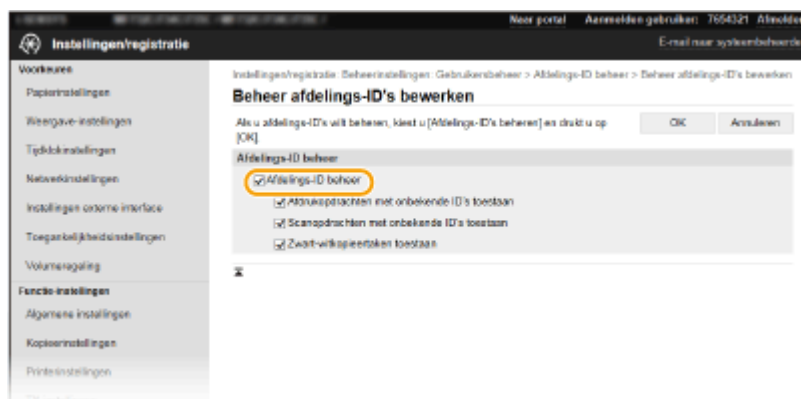 Naar portal Aanmelden gebruiker: 7654321 Afmelden
Instellingen/registratie
E-mail naar systeembeheerde
Voorkeuren
Papierinstellingen
Weergave-instellingen
Tijdklokinstellingen
Netwerkinstellingen
Instellingen externe interface
Toegankelijkheidsinstellingen
Volumeregeling
Functie-instellingen
Algemene instellingen
Kopieerinstellingen
Printerinstellingen
Instellingen/registratie: Beheerinstellingen: Gebruikersbeheer > Afdelings-ID beheer > Beheer afdelings-ID's bewerken
Beheer afdelings-ID's bewerken
Als u afdelings-ID's wilt beheren, kiest u [Afdelings-ID's beheren] en drukt u op
[OK].
OK Annuleren
Afdelings-ID beheer
Afdelings-ID beheer
Afdrukopdrachten met onbekende ID's toestaan
Scanopdrachten met onbekende ID's toestaan
Zwart-witkopieertaken toestaan